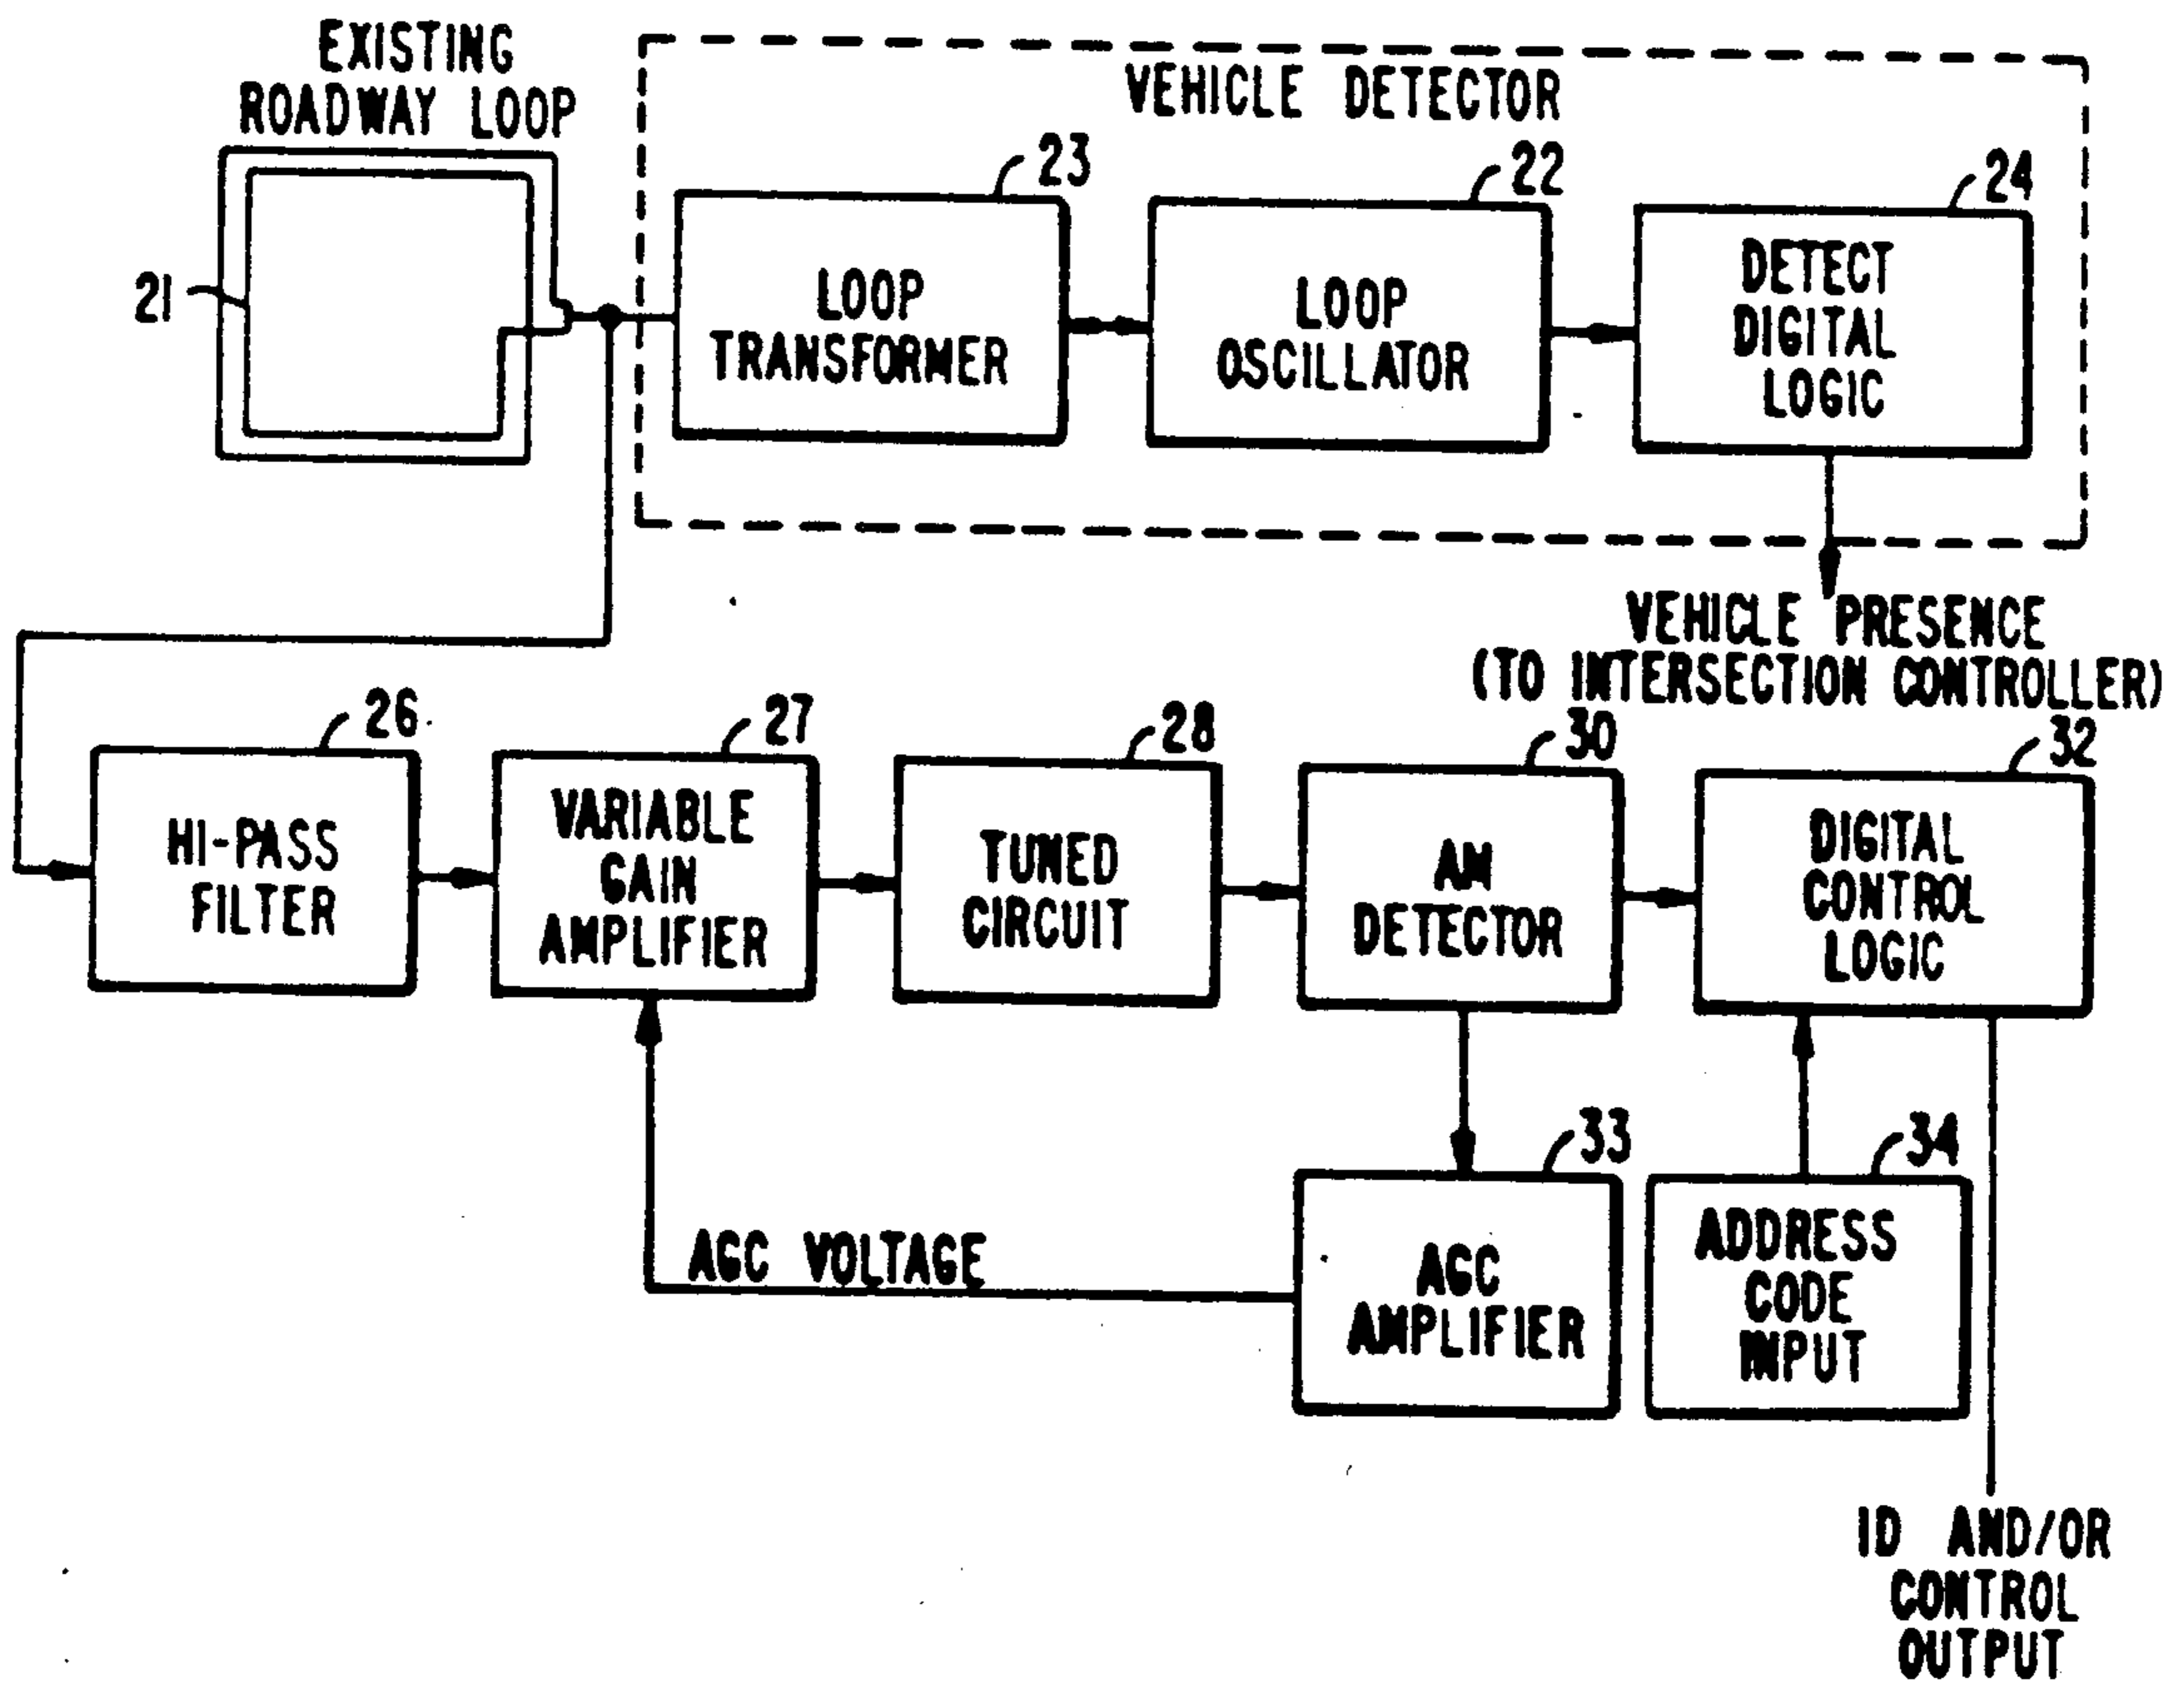 EXISTING
ROADWAY LOOP
VEHICLE DETECTOR
23
22
24
21
LOOP
TRANSFORMER
LOOP
OSCILLATOR
DETECT
DIGITAL
LOGIC
VEHICLE PRESENCE
(TO INTERSECTION CONTROLLER)
26
27
28
30
32
HI-PASS
FILTER
VARIABLE
GAIN
AMPLIFIER
TUNED
CIRCUIT
AM
DETECTOR
DIGITAL
CONTROL
LOGIC
33
34
AGC VOLTAGE
AGC
AMPLIFIER
ADDRESS
CODE
INPUT
ID AND/OR
CONTROL
OUTPUT